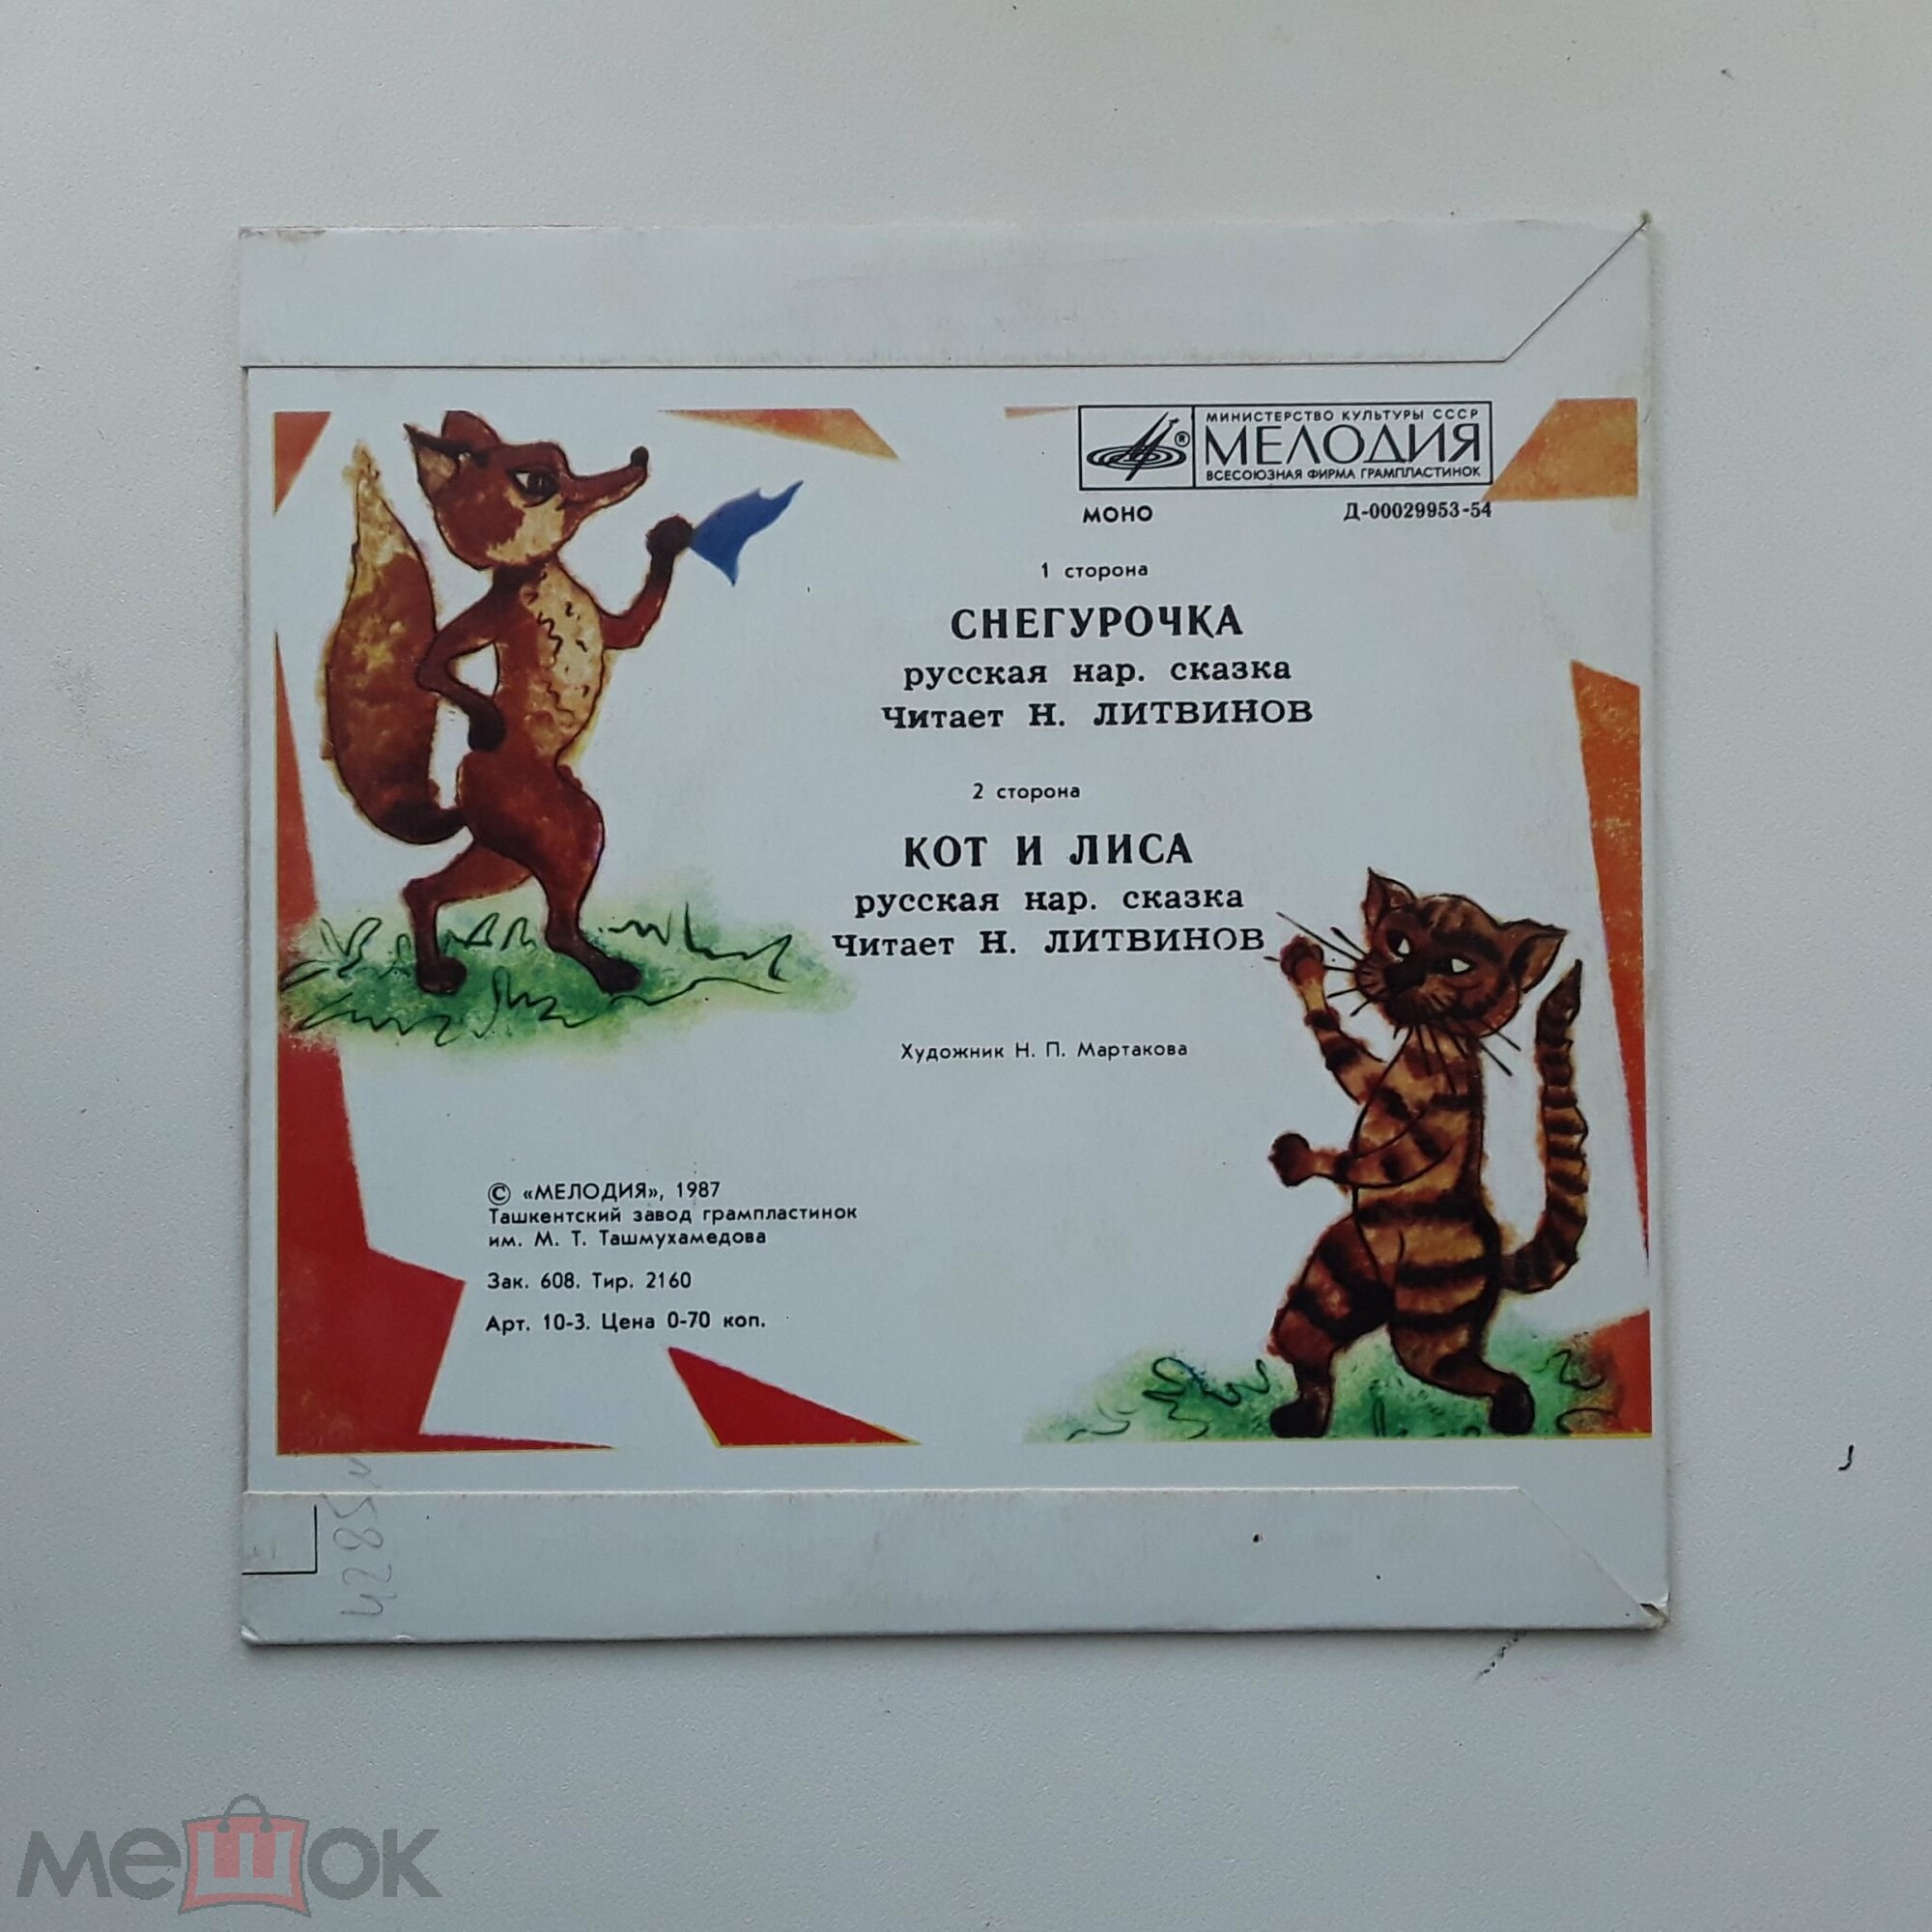 МИНИСТЕРСТВО КУЛЬТУРЫ СССР
МЕЛОДИЯ
ВСЕСОЮЗНАЯ ФИРМА ГРАМПЛАСТИНОК
МОНО
Д-00029953-54
1 сторона
СНЕГУРОЧКА
русская нар. сказка
Читает Н. ЛИТВИНОВ
2 сторона
КОТ И ЛИСА
русская нар. сказка
Читает Н. ЛИТВИНОВ
Художник Н. П. Мартакова
© «МЕЛОДИЯ», 1987
Ташкентский завод грампластинок
им. М. Т. Ташмухамедова
Зак. 608. Тир. 2160
Арт. 10-3. Цена 0-70 коп.
мешок